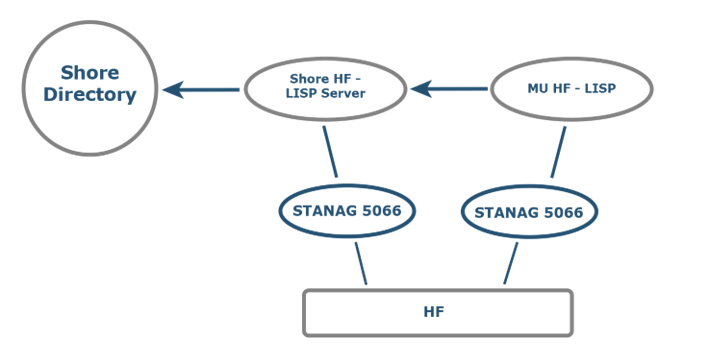 Shore
Directory
Shore HF -
LISP Server
MU HF - LISP
STANAG 5066
STANAG 5066
HF